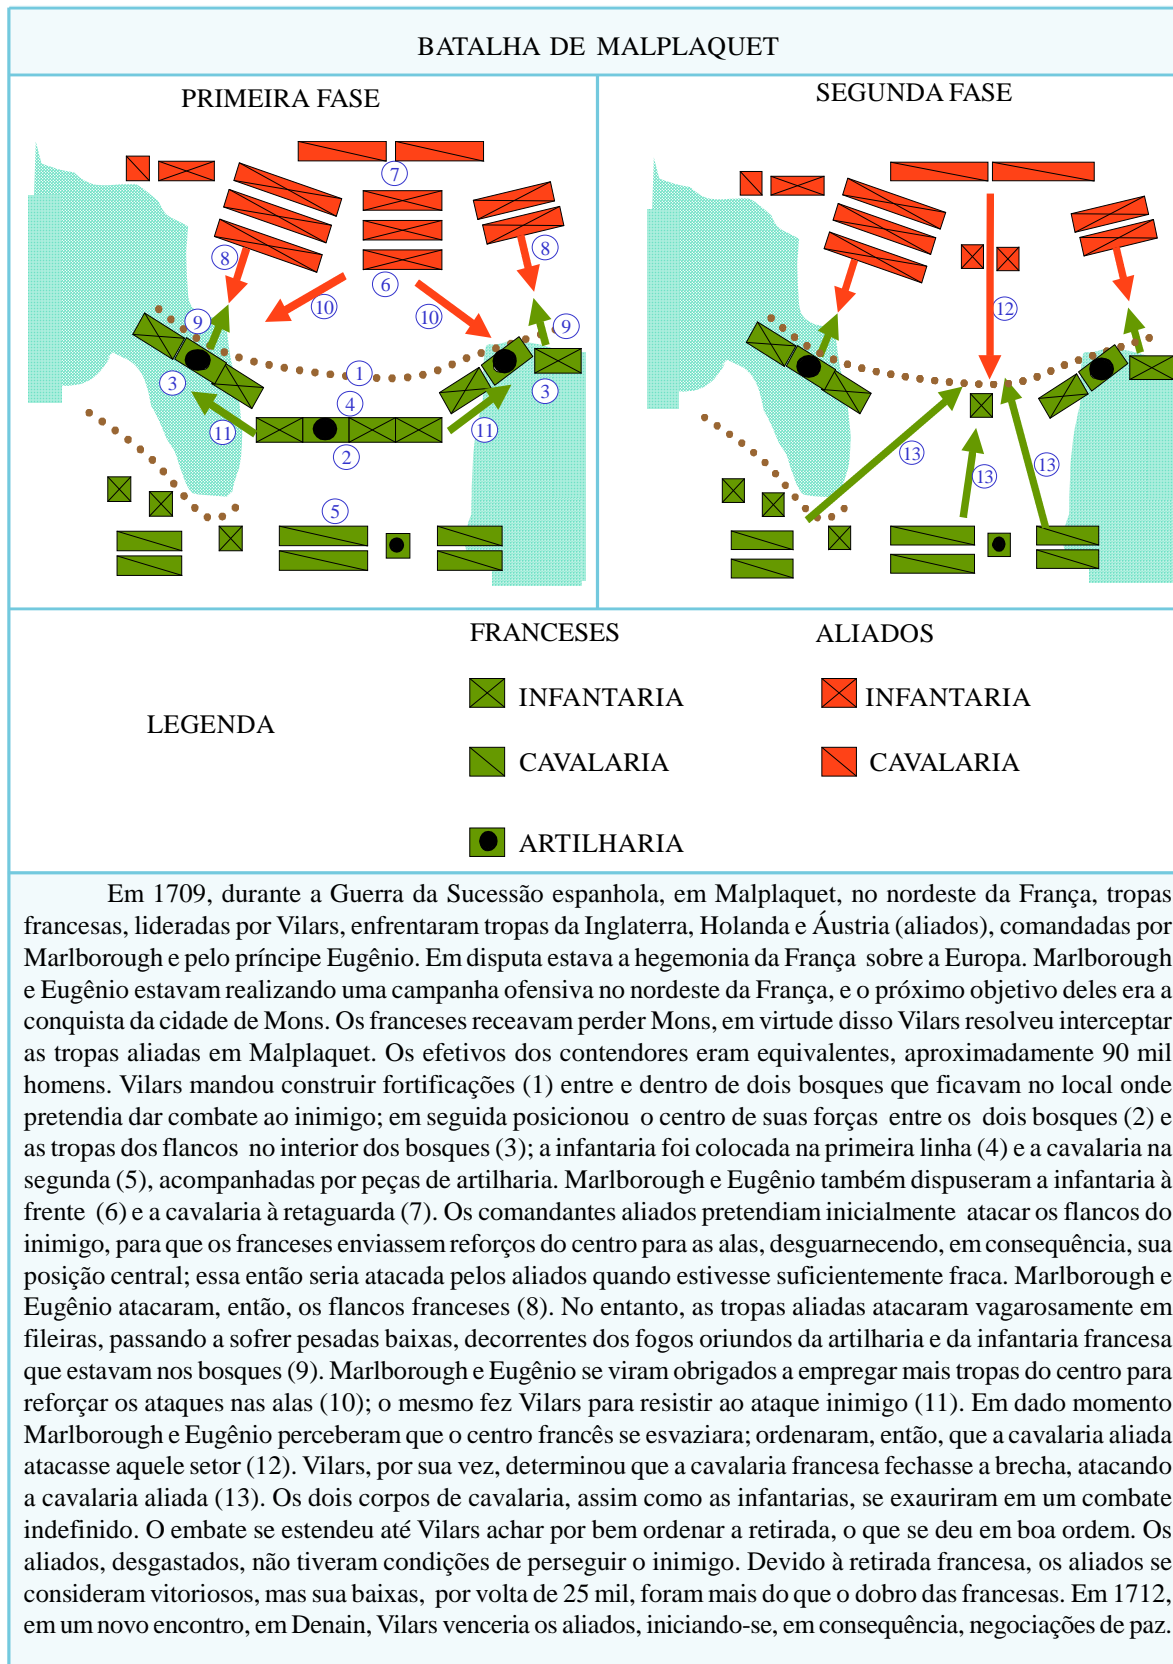 BATALHA DE MALPLAQUET
PRIMEIRA FASE
7
8
6
8
10
10
9
9
1
3
3
4
11
11
2
5
SEGUNDA FASE
12
13
13
13
LEGENDA
FRANCESES
INFANTARIA
CAVALARIA
ARTILHARIA
ALIADOS
INFANTARIA
CAVALARIA
Em 1709, durante a Guerra da Sucessão espanhola, em Malplaquet, no nordeste da França, tropas
francesas, lideradas por Vilars, enfrentaram tropas da Inglaterra, Holanda e Áustria (aliados), comandadas por
Marlborough e pelo príncipe Eugênio. Em disputa estava a hegemonia da França sobre a Europa. Marlborough
e Eugênio estavam realizando uma campanha ofensiva no nordeste da França, e o próximo objetivo deles era a
conquista da cidade de Mons. Os franceses receavam perder Mons, em virtude disso Vilars resolveu interceptar
as tropas aliadas em Malplaquet. Os efetivos dos contendores eram equivalentes, aproximadamente 90 mil
homens. Vilars mandou construir fortificações (1) entre e dentro de dois bosques que ficavam no local onde
pretendia dar combate ao inimigo; em seguida posicionou o centro de suas forças entre os dois bosques (2) e
as tropas dos flancos no interior dos bosques (3); a infantaria foi colocada na primeira linha (4) e a cavalaria na
segunda (5), acompanhadas por peças de artilharia. Marlborough e Eugênio também dispuseram a infantaria à
frente (6) e a cavalaria à retaguarda (7). Os comandantes aliados pretendiam inicialmente atacar os flancos do
inimigo, para que os franceses enviassem reforços do centro para as alas, desguarnecendo, em consequência, sua
posição central; essa então seria atacada pelos aliados quando estivesse suficientemente fraca. Marlborough e
Eugênio atacaram, então, os flancos franceses (8). No entanto, as tropas aliadas atacaram vagarosamente em
fileiras, passando a sofrer pesadas baixas, decorrentes dos fogos oriundos da artilharia e da infantaria francesa
que estavam nos bosques (9). Marlborough e Eugênio se viram obrigados a empregar mais tropas do centro para
reforçar os ataques nas alas (10); o mesmo fez Vilars para resistir ao ataque inimigo (11). Em dado momento
Marlborough e Eugênio perceberam que o centro francês se esvaziara; ordenaram, então, que a cavalaria aliada
atacasse aquele setor (12). Vilars, por sua vez, determinou que a cavalaria francesa fechasse a brecha, atacando
a cavalaria aliada (13). Os dois corpos de cavalaria, assim como as infantarias, se exauriram em um combate
indefinido. O embate se estendeu até Vilars achar por bem ordenar a retirada, o que se deu em boa ordem. Os
aliados, desgastados, não tiveram condições de perseguir o inimigo. Devido à retirada francesa, os aliados se
consideram vitoriosos, mas sua baixas, por volta de 25 mil, foram mais do que o dobro das francesas. Em 1712,
em um novo encontro, em Denain, Vilars venceria os aliados, iniciando-se, em consequência, negociações de paz.